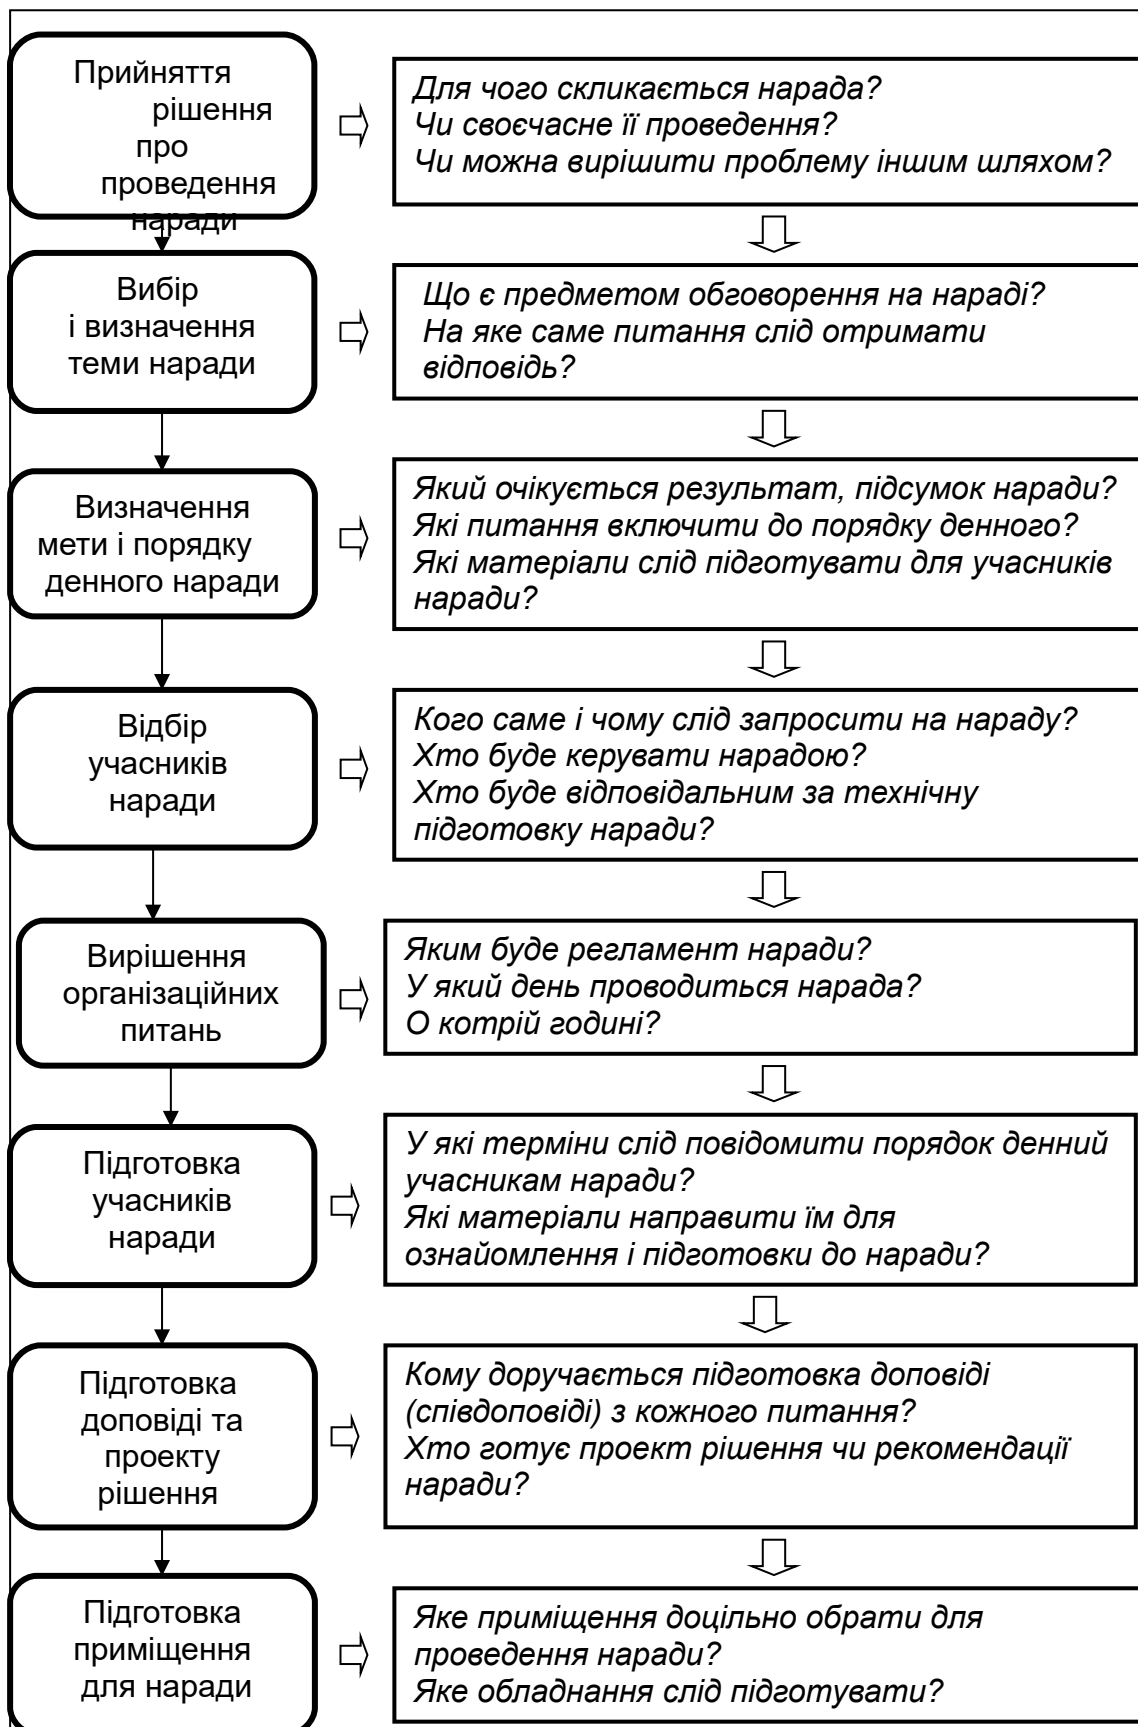 Прийняття
рішення
про
проведення
наради
Для чого скликається нарада?
Чи своєчасне її проведення?
Чи можна вирішити проблему іншим шляхом?
Вибір
і визначення
теми наради
Що є предметом обговорення на нараді?
На яке саме питання слід отримати
відповідь?
Визначення
мети і порядку
денного наради
Який очікується результат, підсумок наради?
Які питання включити до порядку денного?
Які матеріали слід підготувати для учасників
наради?
Відбір
учасників
наради
Кого саме і чому слід запросити на нараду?
Хто буде керувати нарадою?
Хто буде відповідальним за технічну
підготовку наради?
Вирішення
організаційних
питань
Яким буде регламент наради?
У який день проводиться нарада?
О котрій годині?
Підготовка
учасників
наради
У які терміни слід повідомити порядок денний
учасникам наради?
Які матеріали направити їм для
ознайомлення і підготовки до наради?
Підготовка
доповіді та
проекту
рішення
Кому доручається підготовка доповіді
(співдоповіді) з кожного питання?
Хто готує проект рішення чи рекомендації
наради?
Підготовка
приміщення
для наради
Яке приміщення доцільно обрати для
проведення наради?
Яке обладнання слід підготувати?